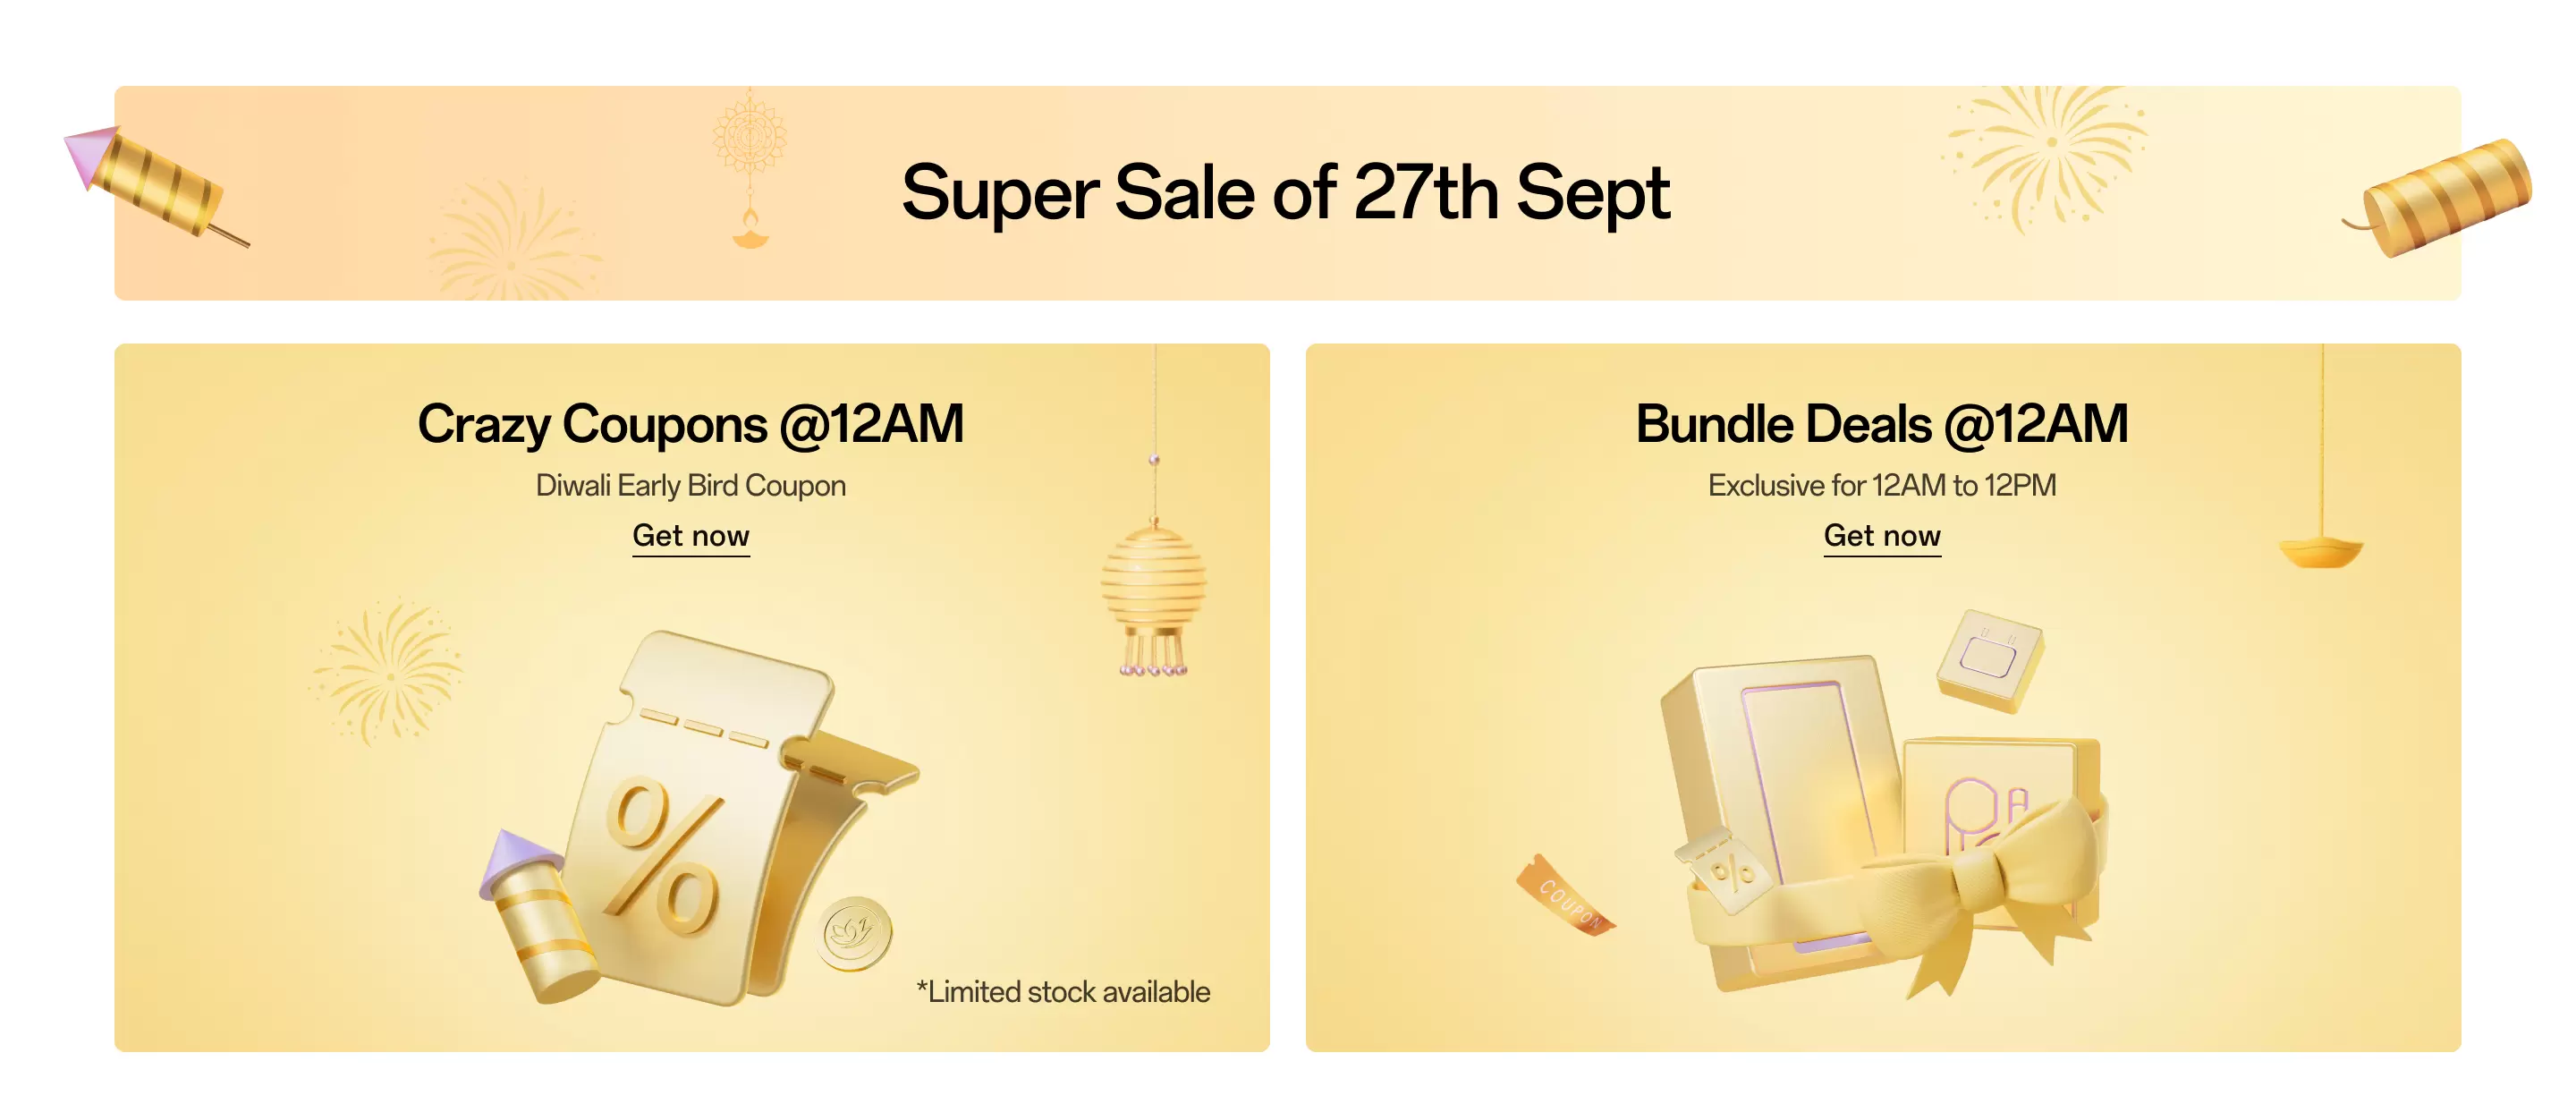 Super Sale of 27th Sept
Crazy Coupons @12AM
Diwali Early Bird Coupon
Get now
%
*Limited stock available
Bundle Deals @12AM
Exclusive for 12AM to 12PM
Get now
%
COUPON